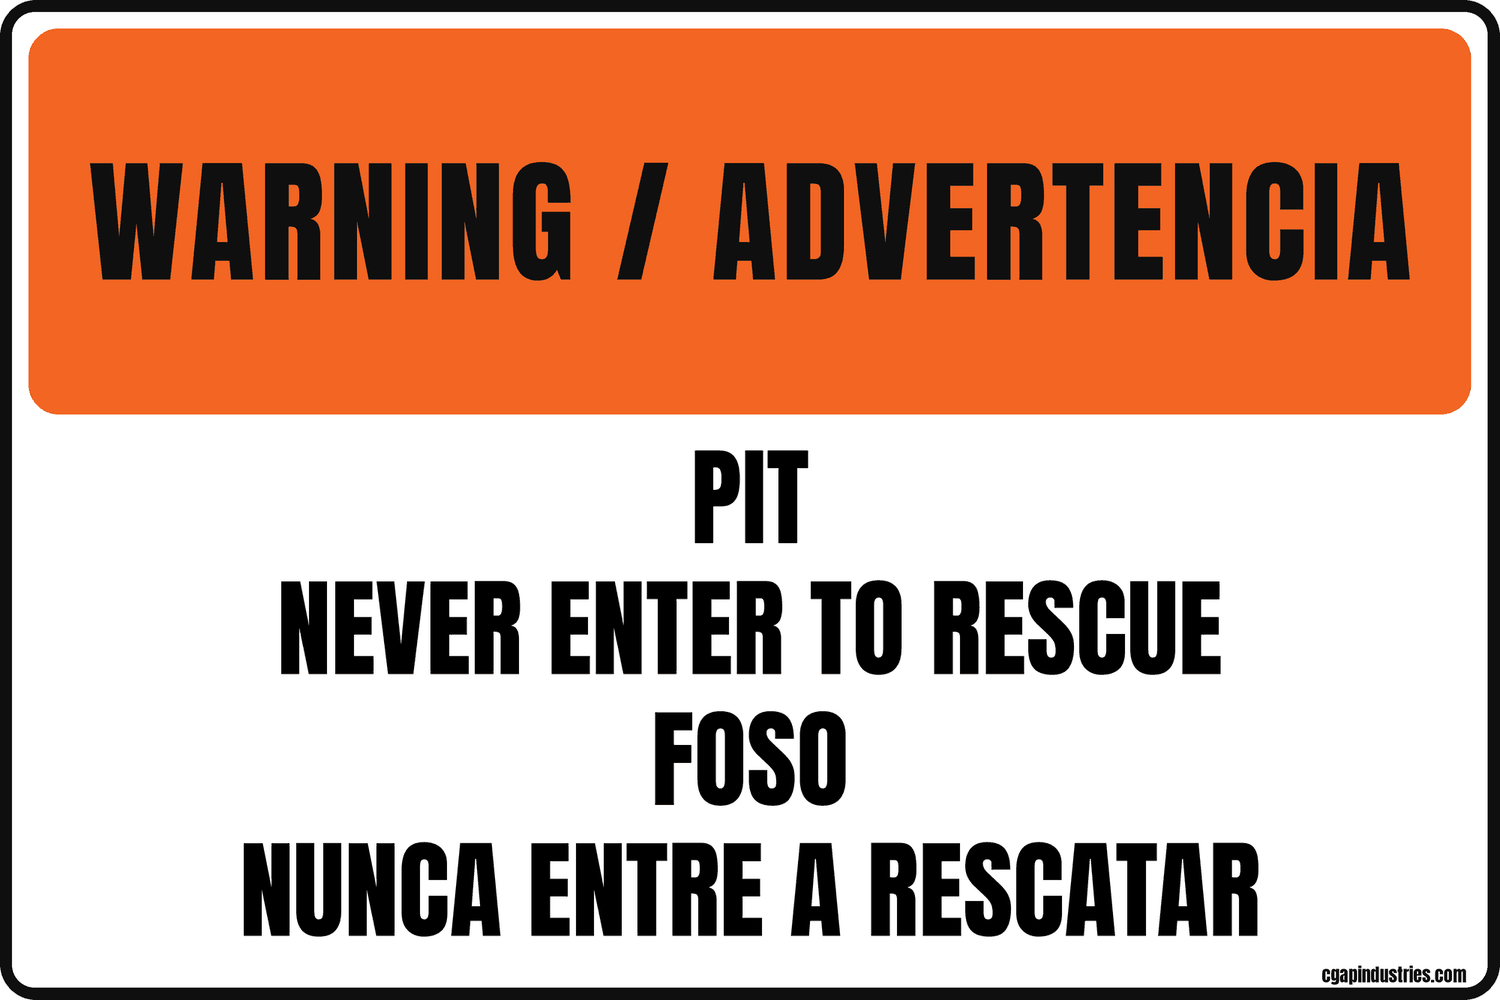 WARNING / ADVERTENCIA
PIT
NEVER ENTER TO RESCUE
FOSO
NUNCA ENTRE A RESCATAR
cgapindustries.com